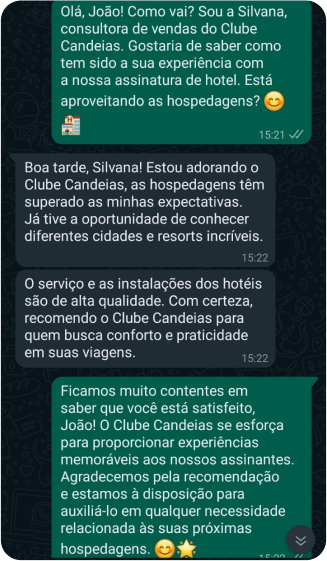 Olá, João! Como vai? Sou a Silvana,
consultora de vendas do Clube
Candeias. Gostaria de saber como
tem sido a sua experiência com
a nossa assinatura de hotel. Está
aproveitando as hospedagens? 😊
🏨
15:21
Boa tarde, Silvana! Estou adorando o
Clube Candeias, as hospedagens têm
superado as minhas expectativas.
Já tive a oportunidade de conhecer
diferentes cidades e resorts incríveis.
15:22
O serviço e as instalações dos hotéis
são de alta qualidade. Com certeza,
recomendo o Clube Candeias para
quem busca conforto e praticidade
em suas viagens.
15:22
Ficamos muito contentes em
saber que você está satisfeito,
João! O Clube Candeias se esforça
para proporcionar experiências
memoráveis aos nossos assinantes.
Agradecemos pela recomendação
e estamos à disposição para
auxiliá-lo em qualquer necessidade
relacionada às suas próximas
hospedagens. 😊🌟
15:22